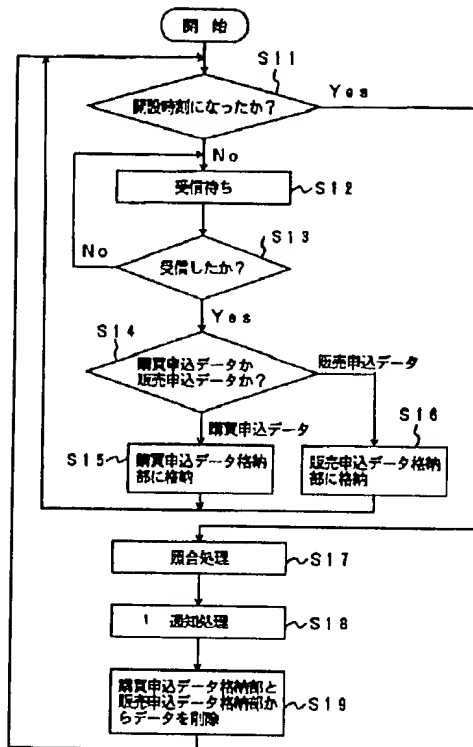 開 始
S11
開設時刻になったか?
Yes
No
受信待ち
S12
S13
No
受信したか?
Yes
S14
購買申込データか
販売申込データか?
販売申込データ
購買申込データ
S15
購買申込データ格納
部に格納
S16
販売申込データ格納
部に格納
照合処理
S17
1 通知処理
S18
購買申込データ格納部と
販売申込データ格納部か
らデータを削除
S19